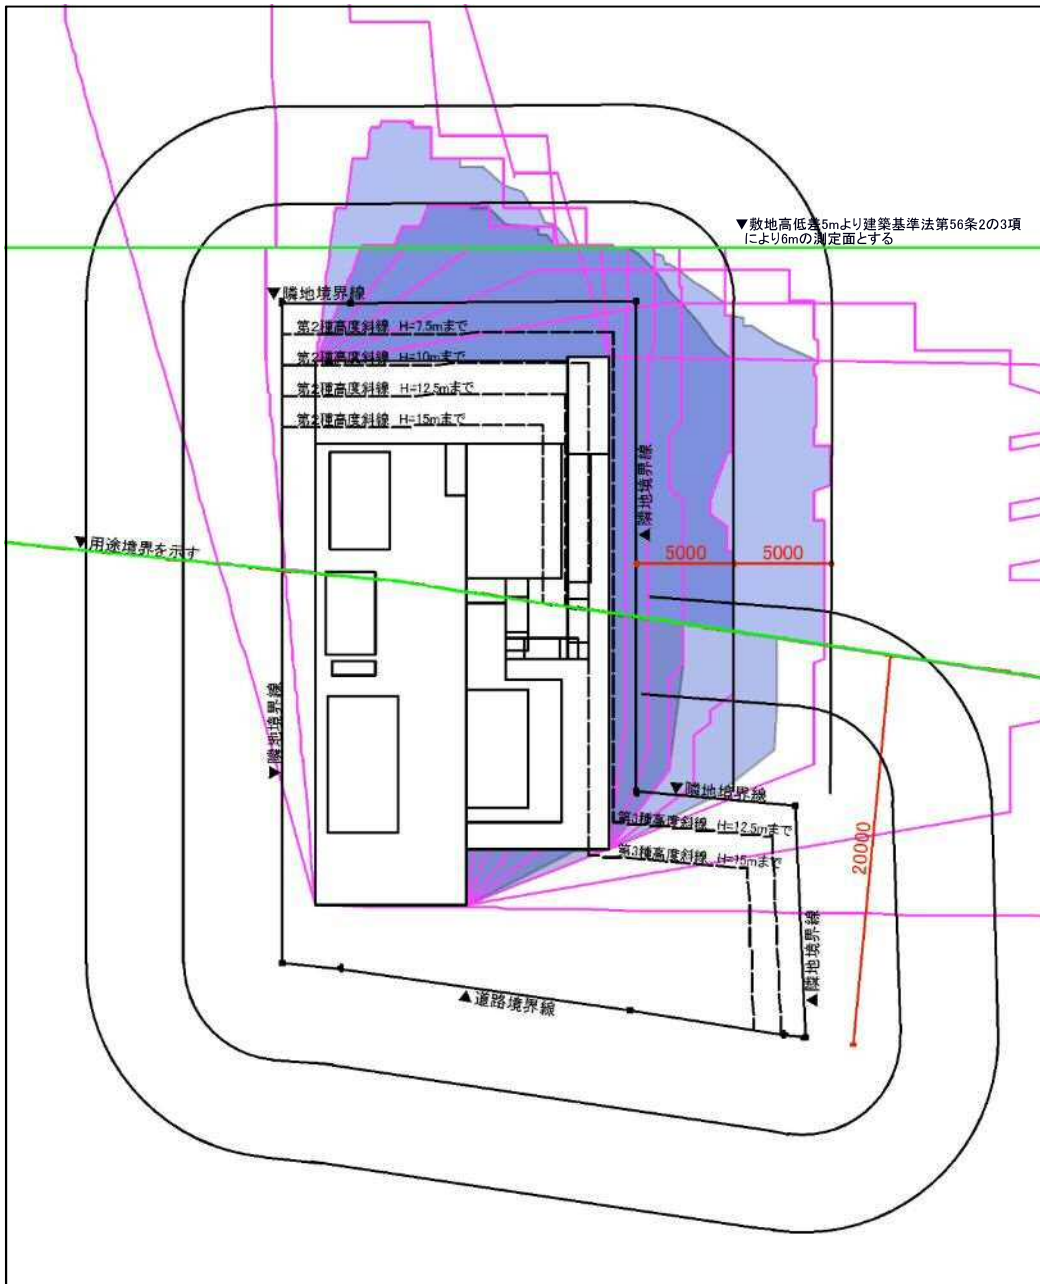 ▼敷地高低差5mより建築基準法第56条2の3項
により6mの測定面とする
▼隣地境界線
第2種高度斜線 H=7.5mまで
第2種高度斜線 H=10mまで
第2種高度斜線 H=12.5mまで
第2種高度斜線 H=15mまで
▲隣地境界線
▼用途境界を示す
5000
5000
▼隣地境界線
▼隣地境界線
第3種高度斜線 H=12.5mまで
第3種高度斜線 H=15mまで
20000
▲隣地境界線
▲道路境界線